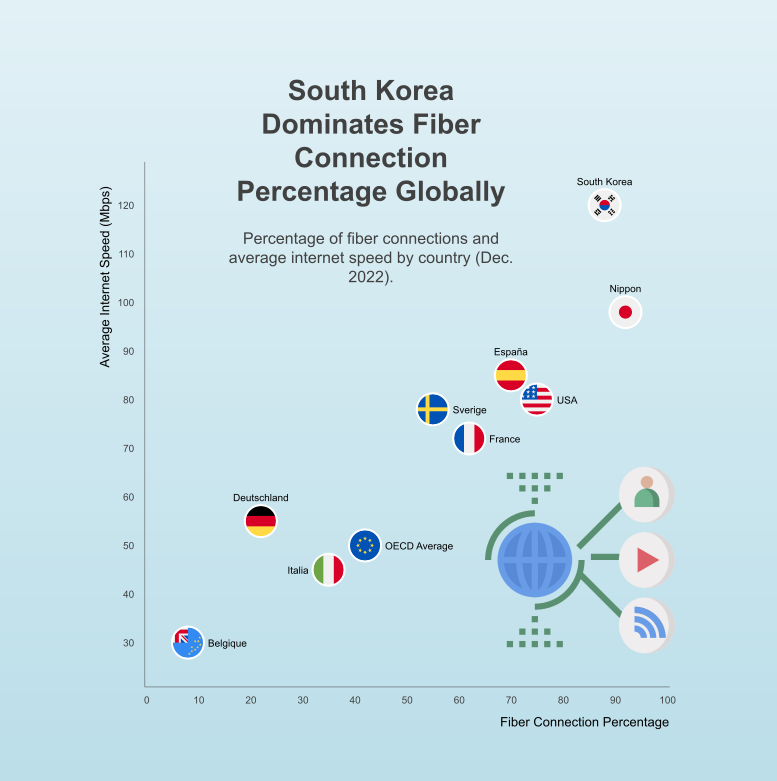 South Korea
Dominates Fiber
Connection
Percentage Globally
Percentage of fiber connections and
average internet speed by country (Dec.
2022).
Average Internet Speed (Mbps)
120
110
100
90
80
70
60
50
40
30
South Korea
Nippon
España
USA
Sverige
France
Deutschland
OECD Average
Italia
Belgique
0 10 20 30 40 50 60 70 80 90 100
Fiber Connection Percentage